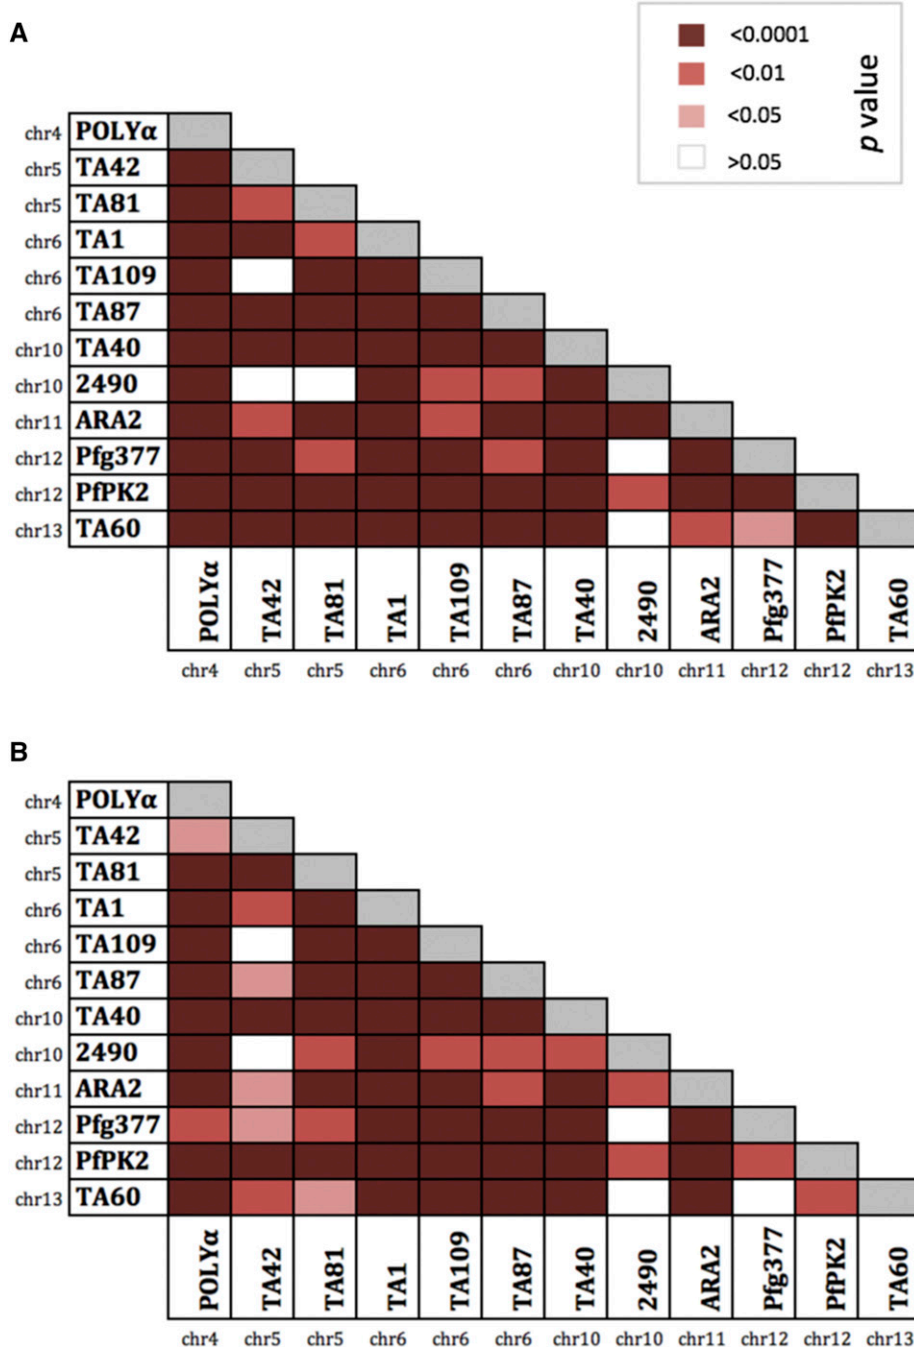 A
<0.0001
<0.01
<0.05
>0.05
p value
chr4 POLYα
chr5 TA42
chr5 TA81
chr6 TA1
chr6 TA109
chr6 TA87
chr10 TA40
chr10 2490
chr11 ARA2
chr12 Pfg377
chr12 PfPK2
chr13 TA60
POLYα TA42 TA81 TA1 TA109 TA87 TA40 2490 ARA2 Pfg377 PfPK2 TA60
chr4 chr5 chr5 chr6 chr6 chr6 chr10 chr10 chr11 chr12 chr12 chr13
B
chr4 POLYα
chr5 TA42
chr5 TA81
chr6 TA1
chr6 TA109
chr6 TA87
chr10 TA40
chr10 2490
chr11 ARA2
chr12 Pfg377
chr12 PfPK2
chr13 TA60
POLYα TA42 TA81 TA1 TA109 TA87 TA40 2490 ARA2 Pfg377 PfPK2 TA60
chr4 chr5 chr5 chr6 chr6 chr6 chr10 chr10 chr11 chr12 chr12 chr13